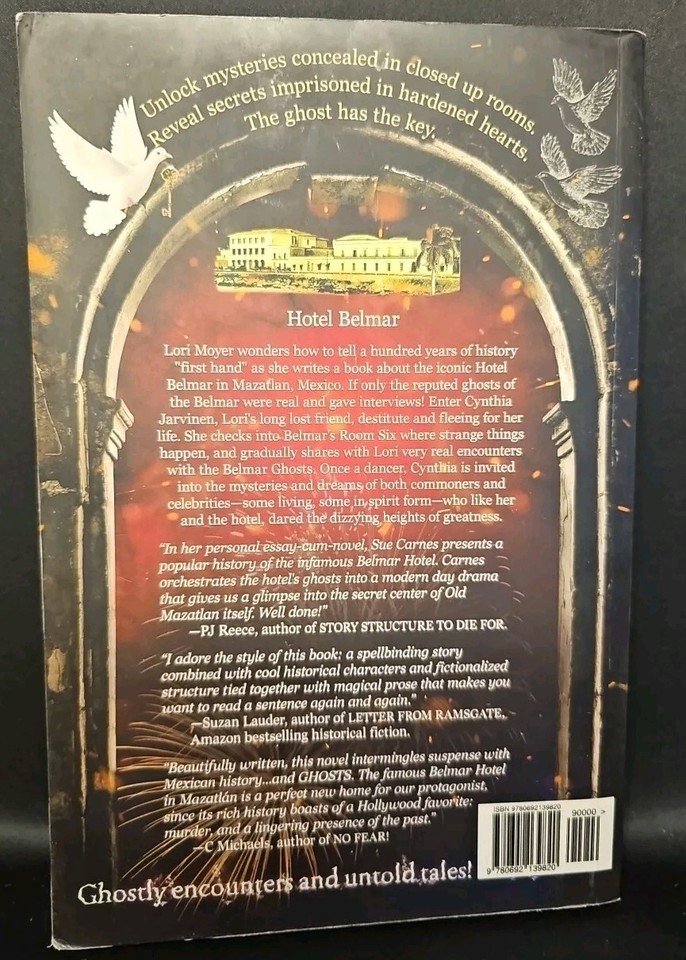 Unlock mysteries concealed in closed up rooms.
Reveal secrets imprisoned in hardened hearts.
The ghost has the key.
Hotel Belmar
Lori Moyer wonders how to tell a hundred years of history
"first hand" as she writes a book about the iconic Hotel
Belmar in Mazatlan, Mexico. If only the reputed ghosts of
the Belmar were real and gave interviews! Enter Cynthia
Jarvinen, Lori's long lost friend, destitute and fleeing for her
life. She checks into Belmar's Room Six where strange things
happen, and gradually shares with Lori very real encounters
with the Belmar Ghosts. Once a dancer, Cynthia is invited
into the mysteries and dreams of both commoners and
celebrities—some living, some in spirit form—who like her
and the hotel, dared the dizzying heights of greatness.
"In her personal essay-cum-novel, Sue Carnes presents a
popular history of the infamous Belmar Hotel. Carnes
orchestrates the hotel's ghosts into a modern day drama
that gives us a glimpse into the secret center of Old
Mazatlan itself. Well done!"
—PJ Reece, author of STORY STRUCTURE TO DIE FOR.
"I adore the style of this book: a spellbinding story
combined with cool historical characters and fictionalized
structure tied together with magical prose that makes you
want to read a sentence again and again."
—Suzan Lauder, author of LETTER FROM RAMSGATE,
Amazon bestselling historical fiction.
"Beautifully written, this novel intermingles suspense with
Mexican history...and GHOSTS. The famous Belmar Hotel
in Mazatlán is a perfect new home for our protagonist,
since its rich history boasts of a Hollywood favorite:
murder, and a lingering presence of the past."
—C Michaels, author of NO FEAR!
ISBN 9780692139820
90000 >
9 780692 139820
Ghostly encounters and untold tales!